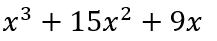 x³ + 15x² + 9x